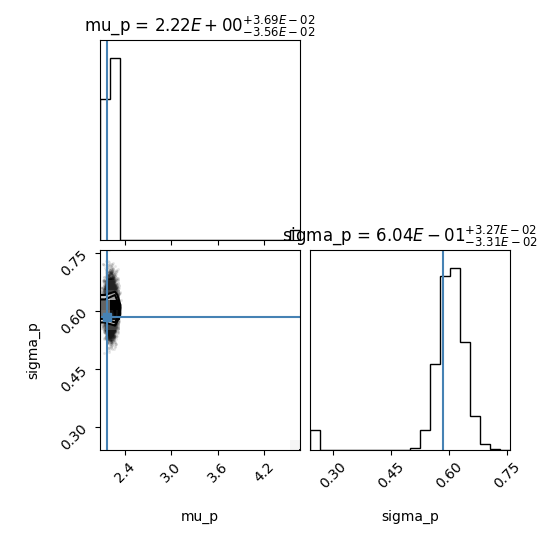 mu_p = 2.22E + 00+3.69E − 02 −3.56E − 02
sigma_p = 6.04E − 01+3.27E − 02 −3.31E − 02
0.75
0.60
0.45
0.30
sigma_p
2.4 3.0 3.6 4.2
0.30 0.45 0.60 0.75
mu_p
sigma_p